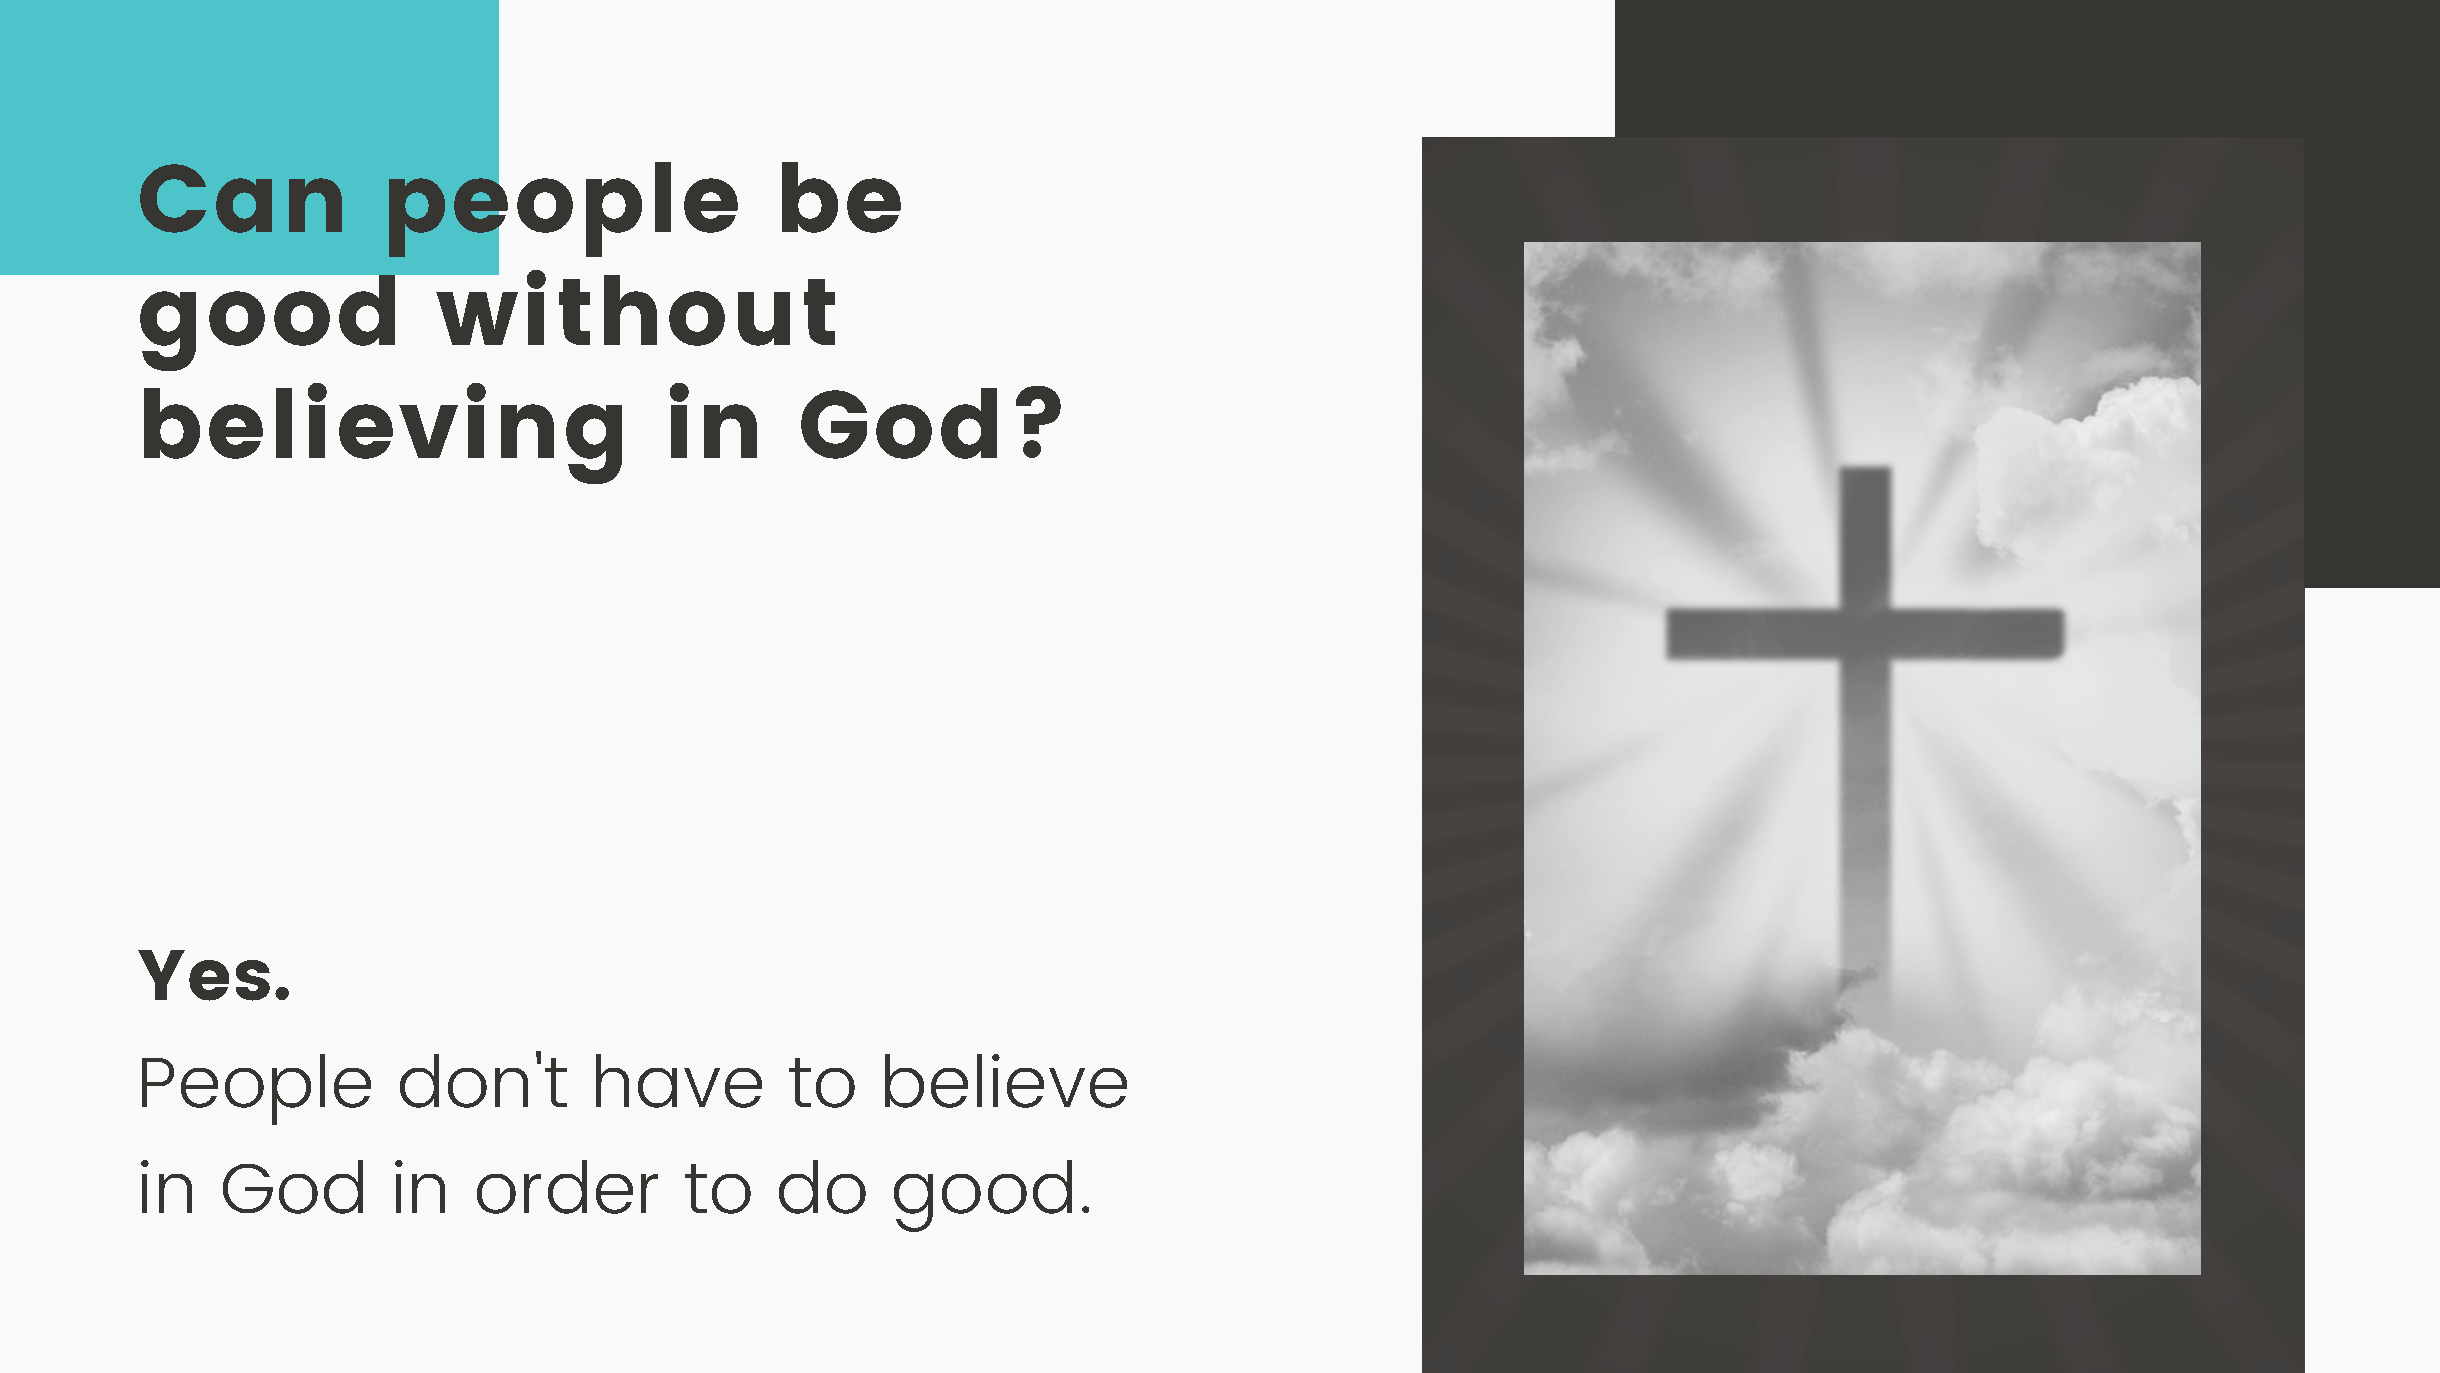 Can people be
good without
believing in God?
Yes.
People don't have to believe
in God in order to do good.